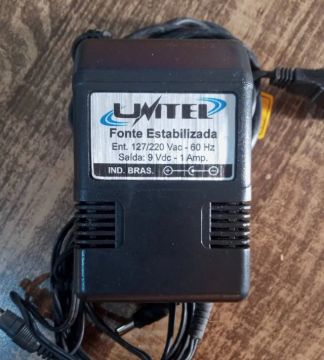 UNITEL
Fonte Estabilizada
Ent. 127/220 Vac - 60 Hz
Saída: 9 Vdc - 1 Amp.
IND. BRAS.